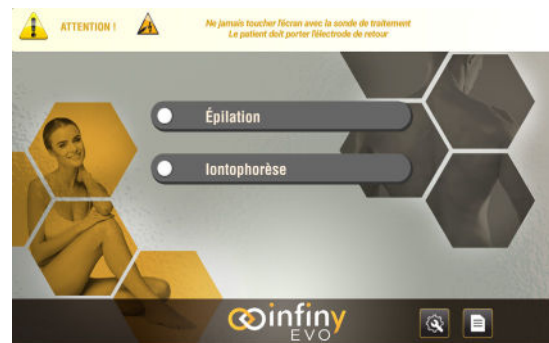 ATTENTION !
Ne jamais toucher l'écran avec la sonde de traitement
Le patient doit porter l'électrode de retour
Épilation
Iontophorèse
infiny
EVO